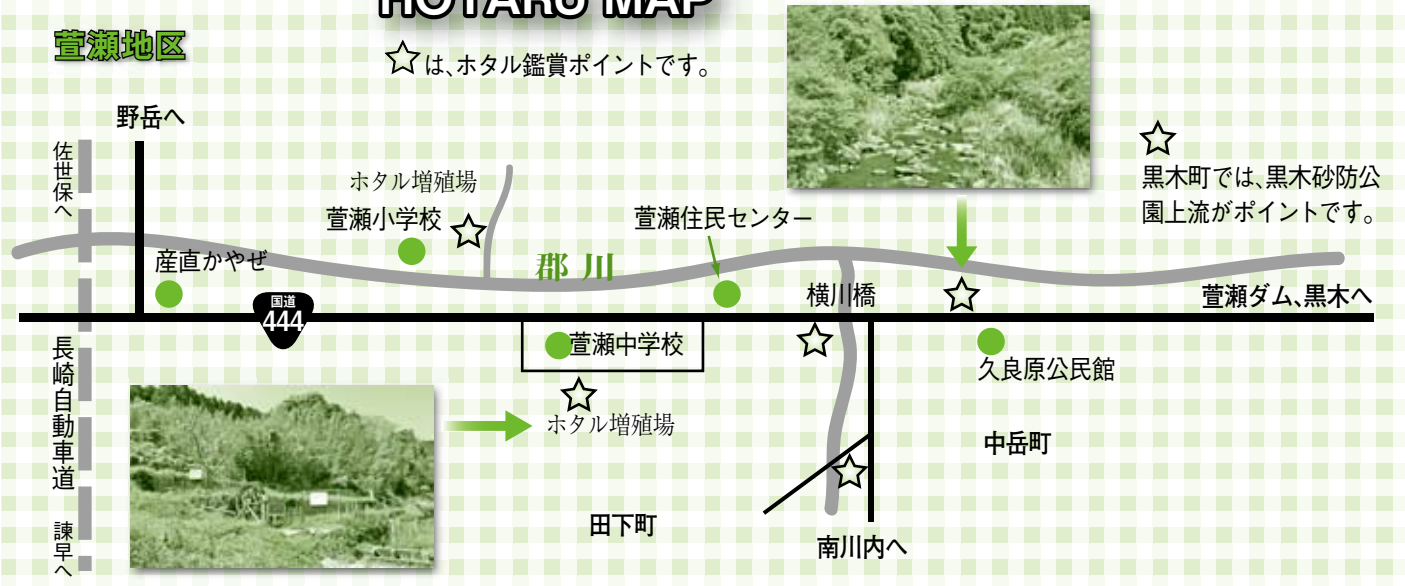 HOTARU MAP
萱瀬地区
☆は、ホタル鑑賞ポイントです。
野岳へ
佐世保へ
ホタル増殖場
萱瀬小学校
萱瀬住民センター
黒木町では、黒木砂防公
園上流がポイントです。
産直かやぜ
郡川
横川橋
萱瀬ダム、黒木へ
国道
444
長崎自動車道
萱瀬中学校
久良原公民館
ホタル増殖場
中岳町
田下町
諫早へ
南川内へ